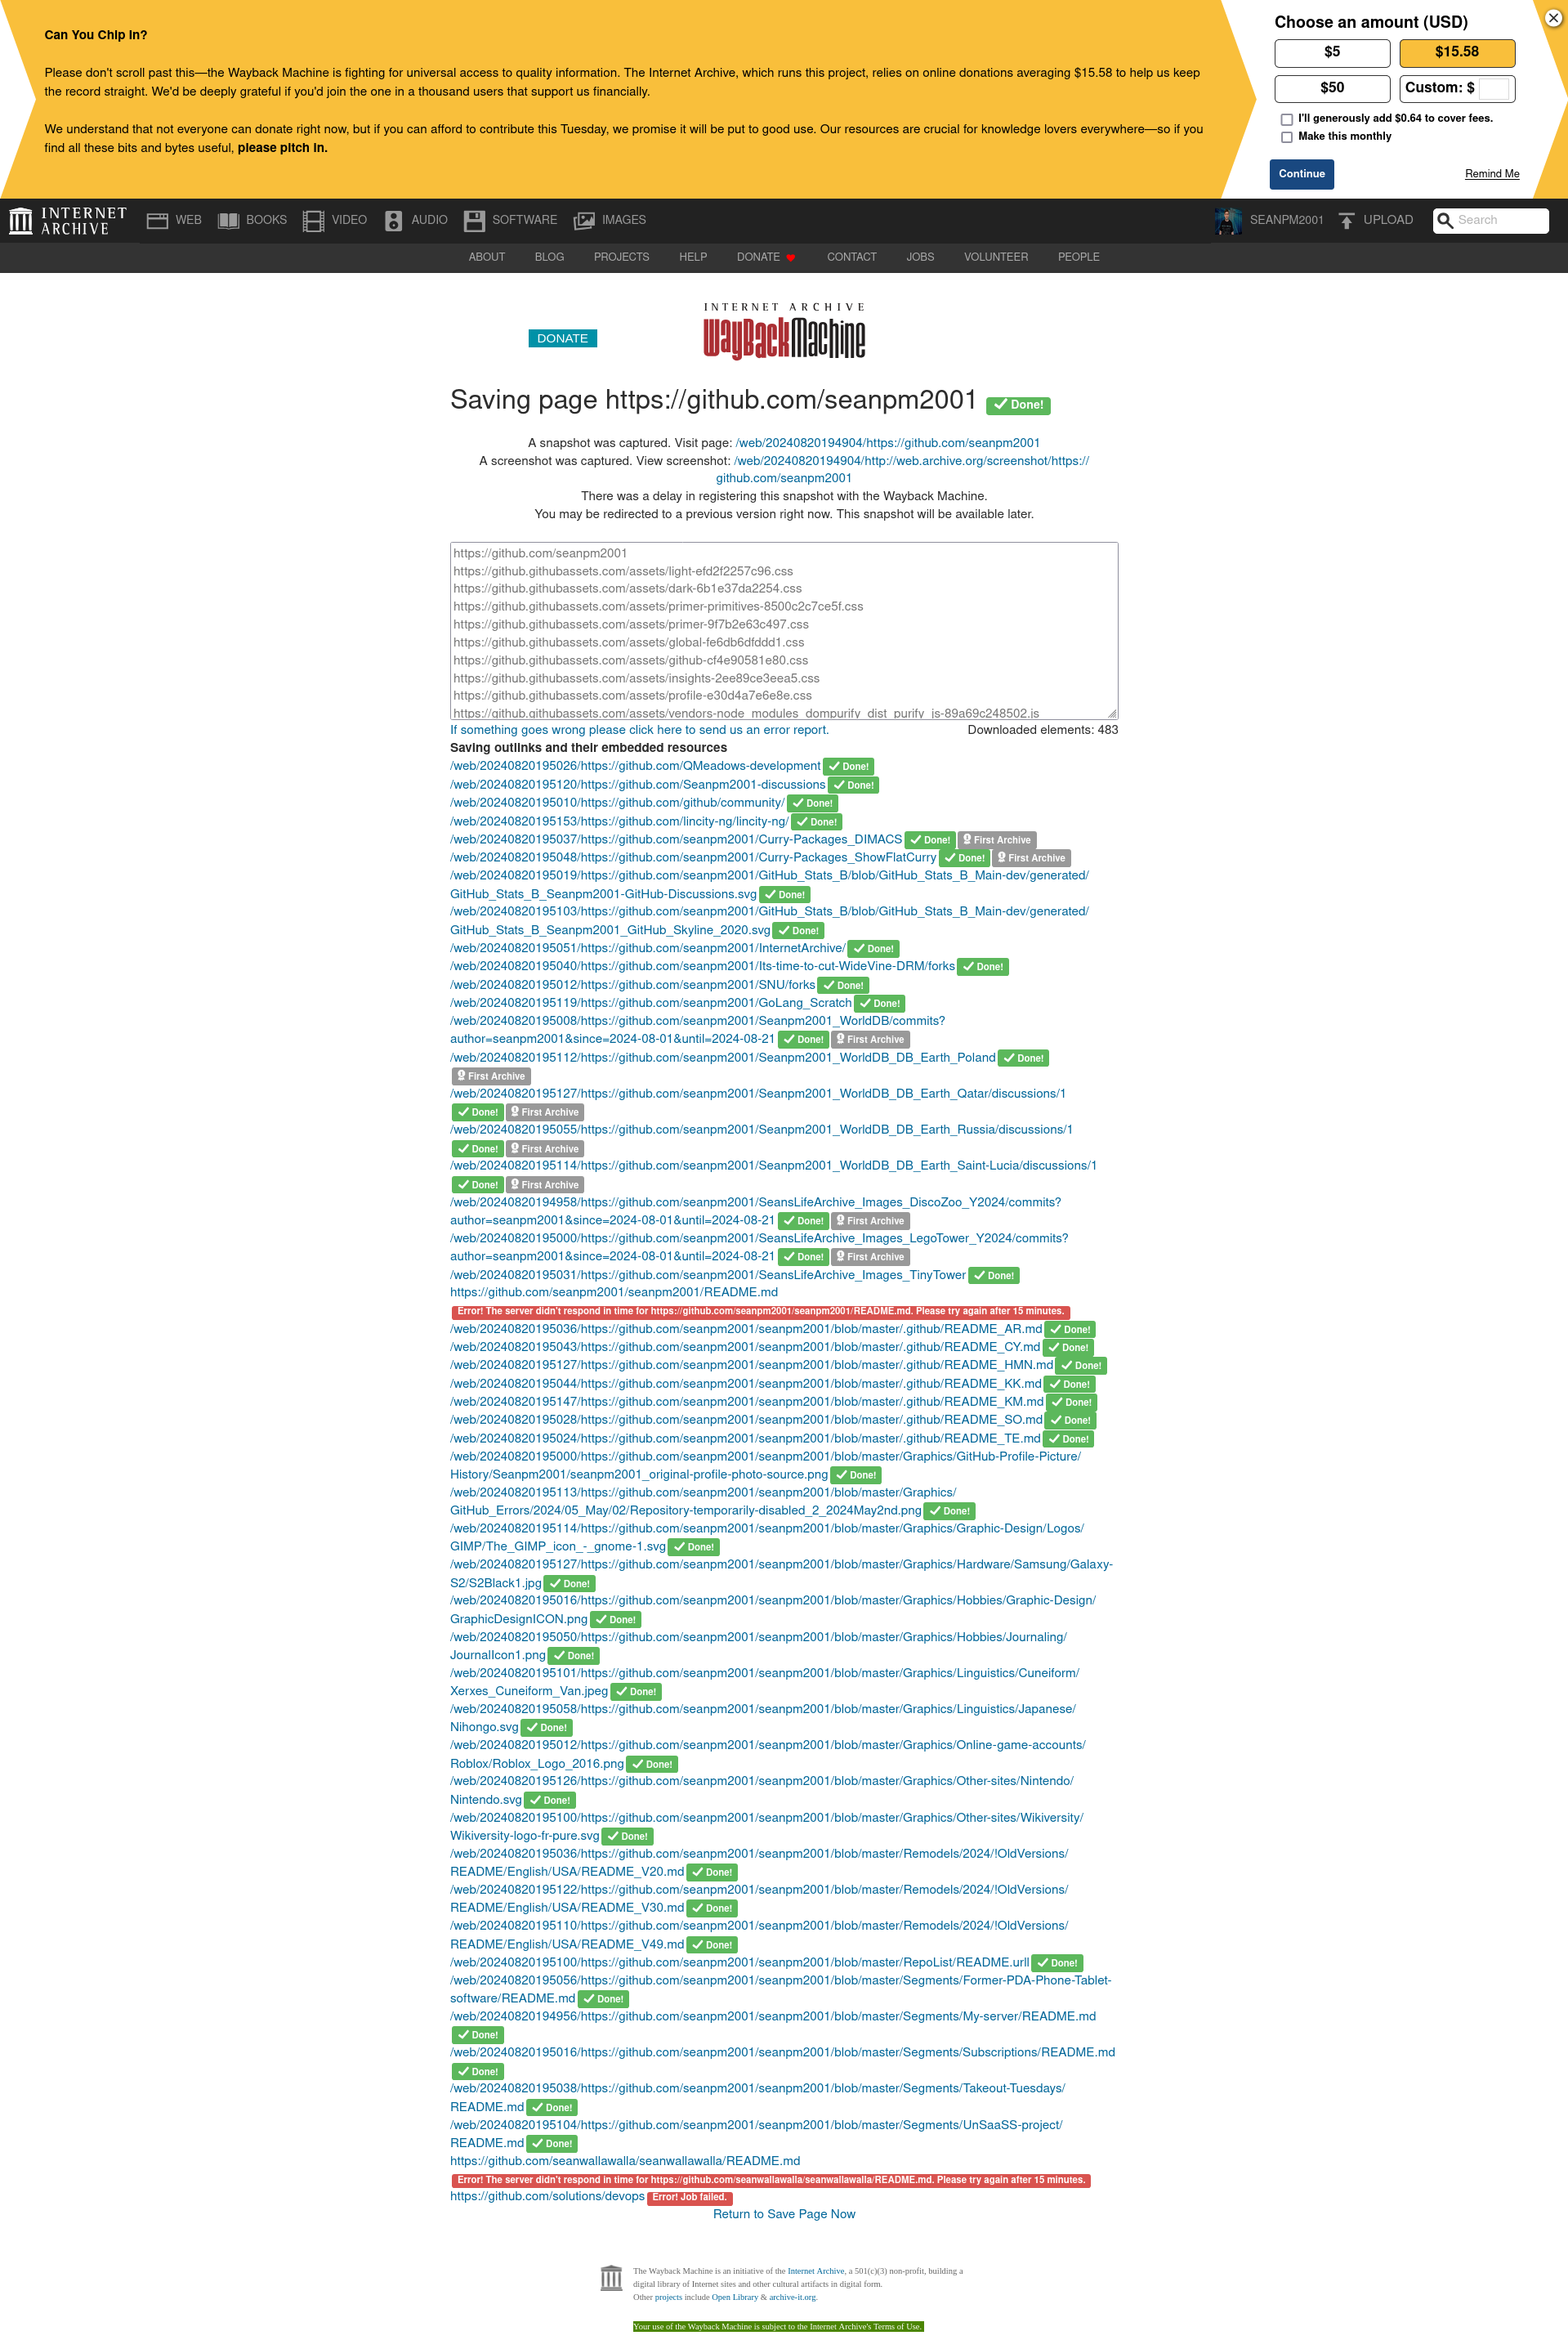 Can You Chip In?
Please don't scroll past this—the Wayback Machine is fighting for universal access to quality information. The Internet Archive, which runs this project, relies on online donations averaging $15.58 to help us keep
the record straight. We'd be deeply grateful if you'd join the one in a thousand users that support us financially.
We understand that not everyone can donate right now, but if you can afford to contribute this Tuesday, we promise it will be put to good use. Our resources are crucial for knowledge lovers everywhere—so if you
find all these bits and bytes useful, please pitch in.
Choose an amount (USD)
$5
$15.58
$50
Custom: $
I'll generously add $0.64 to cover fees.
Make this monthly
Continue
Remind Me
INTERNET
ARCHIVE
WEB
BOOKS
VIDEO
AUDIO
SOFTWARE
IMAGES
SEANPM2001
UPLOAD
Search
ABOUT
BLOG
PROJECTS
HELP
DONATE
CONTACT
JOBS
VOLUNTEER
PEOPLE
DONATE
INTERNET ARCHIVE
WayBackMachine
Saving page https://github.com/seanpm2001 Done!
A snapshot was captured. Visit page: /web/20240820194904/https://github.com/seanpm2001
A screenshot was captured. View screenshot: /web/20240820194904/http://web.archive.org/screenshot/https://
github.com/seanpm2001
There was a delay in registering this snapshot with the Wayback Machine.
You may be redirected to a previous version right now. This snapshot will be available later.
https://github.com/seanpm2001
https://github.githubassets.com/assets/light-efd2f2257c96.css
https://github.githubassets.com/assets/dark-6b1e37da2254.css
https://github.githubassets.com/assets/primer-primitives-8500c2c7ce5f.css
https://github.githubassets.com/assets/primer-9f7b2e63c497.css
https://github.githubassets.com/assets/global-fe6db6dfddd1.css
https://github.githubassets.com/assets/github-cf4e90581e80.css
https://github.githubassets.com/assets/insights-2ee89ce3eea5.css
https://github.githubassets.com/assets/profile-e30d4a7e6e8e.css
https://github.githubassets.com/assets/vendors-node_modules_dompurify_dist_purify_js-89a69c248502.js
If something goes wrong please click here to send us an error report.
Downloaded elements: 483
Saving outlinks and their embedded resources
/web/20240820195026/https://github.com/QMeadows-development Done!
/web/20240820195120/https://github.com/Seanpm2001-discussions Done!
/web/20240820195010/https://github.com/github/community/ Done!
/web/20240820195153/https://github.com/lincity-ng/lincity-ng/ Done!
/web/20240820195037/https://github.com/seanpm2001/Curry-Packages_DIMACS Done! First Archive
/web/20240820195048/https://github.com/seanpm2001/Curry-Packages_ShowFlatCurry Done! First Archive
/web/20240820195019/https://github.com/seanpm2001/GitHub_Stats_B/blob/GitHub_Stats_B_Main-dev/generated/
GitHub_Stats_B_Seanpm2001-GitHub-Discussions.svg Done!
/web/20240820195103/https://github.com/seanpm2001/GitHub_Stats_B/blob/GitHub_Stats_B_Main-dev/generated/
GitHub_Stats_B_Seanpm2001_GitHub_Skyline_2020.svg Done!
/web/20240820195051/https://github.com/seanpm2001/InternetArchive/ Done!
/web/20240820195040/https://github.com/seanpm2001/Its-time-to-cut-WideVine-DRM/forks Done!
/web/20240820195012/https://github.com/seanpm2001/SNU/forks Done!
/web/20240820195119/https://github.com/seanpm2001/GoLang_Scratch Done!
/web/20240820195008/https://github.com/seanpm2001/Seanpm2001_WorldDB/commits?
author=seanpm2001&since=2024-08-01&until=2024-08-21 Done! First Archive
/web/20240820195112/https://github.com/seanpm2001/Seanpm2001_WorldDB_DB_Earth_Poland Done!
First Archive
/web/20240820195127/https://github.com/seanpm2001/Seanpm2001_WorldDB_DB_Earth_Qatar/discussions/1
Done! First Archive
/web/20240820195055/https://github.com/seanpm2001/Seanpm2001_WorldDB_DB_Earth_Russia/discussions/1
Done! First Archive
/web/20240820195114/https://github.com/seanpm2001/Seanpm2001_WorldDB_DB_Earth_Saint-Lucia/discussions/1
Done! First Archive
/web/20240820194958/https://github.com/seanpm2001/SeansLifeArchive_Images_DiscoZoo_Y2024/commits?
author=seanpm2001&since=2024-08-01&until=2024-08-21 Done! First Archive
/web/20240820195000/https://github.com/seanpm2001/SeansLifeArchive_Images_LegoTower_Y2024/commits?
author=seanpm2001&since=2024-08-01&until=2024-08-21 Done! First Archive
/web/20240820195031/https://github.com/seanpm2001/SeansLifeArchive_Images_TinyTower Done!
https://github.com/seanpm2001/seanpm2001/README.md
Error! The server didn't respond in time for https://github.com/seanpm2001/seanpm2001/README.md. Please try again after 15 minutes.
/web/20240820195036/https://github.com/seanpm2001/seanpm2001/blob/master/.github/README_AR.md Done!
/web/20240820195043/https://github.com/seanpm2001/seanpm2001/blob/master/.github/README_CY.md Done!
/web/20240820195127/https://github.com/seanpm2001/seanpm2001/blob/master/.github/README_HMN.md Done!
/web/20240820195044/https://github.com/seanpm2001/seanpm2001/blob/master/.github/README_KK.md Done!
/web/20240820195147/https://github.com/seanpm2001/seanpm2001/blob/master/.github/README_KM.md Done!
/web/20240820195028/https://github.com/seanpm2001/seanpm2001/blob/master/.github/README_SO.md Done!
/web/20240820195024/https://github.com/seanpm2001/seanpm2001/blob/master/.github/README_TE.md Done!
/web/20240820195000/https://github.com/seanpm2001/seanpm2001/blob/master/Graphics/GitHub-Profile-Picture/
History/Seanpm2001/seanpm2001_original-profile-photo-source.png Done!
/web/20240820195113/https://github.com/seanpm2001/seanpm2001/blob/master/Graphics/
GitHub_Errors/2024/05_May/02/Repository-temporarily-disabled_2_2024May2nd.png Done!
/web/20240820195114/https://github.com/seanpm2001/seanpm2001/blob/master/Graphics/Graphic-Design/Logos/
GIMP/The_GIMP_icon_-_gnome-1.svg Done!
/web/20240820195127/https://github.com/seanpm2001/seanpm2001/blob/master/Graphics/Hardware/Samsung/Galaxy-
S2/S2Black1.jpg Done!
/web/20240820195016/https://github.com/seanpm2001/seanpm2001/blob/master/Graphics/Hobbies/Graphic-Design/
GraphicDesignICON.png Done!
/web/20240820195050/https://github.com/seanpm2001/seanpm2001/blob/master/Graphics/Hobbies/Journaling/
JournalIcon1.png Done!
/web/20240820195101/https://github.com/seanpm2001/seanpm2001/blob/master/Graphics/Linguistics/Cuneiform/
Xerxes_Cuneiform_Van.jpeg Done!
/web/20240820195058/https://github.com/seanpm2001/seanpm2001/blob/master/Graphics/Linguistics/Japanese/
Nihongo.svg Done!
/web/20240820195012/https://github.com/seanpm2001/seanpm2001/blob/master/Graphics/Online-game-accounts/
Roblox/Roblox_Logo_2016.png Done!
/web/20240820195126/https://github.com/seanpm2001/seanpm2001/blob/master/Graphics/Other-sites/Nintendo/
Nintendo.svg Done!
/web/20240820195100/https://github.com/seanpm2001/seanpm2001/blob/master/Graphics/Other-sites/Wikiversity/
Wikiversity-logo-fr-pure.svg Done!
/web/20240820195036/https://github.com/seanpm2001/seanpm2001/blob/master/Remodels/2024/!OldVersions/
README/English/USA/README_V20.md Done!
/web/20240820195122/https://github.com/seanpm2001/seanpm2001/blob/master/Remodels/2024/!OldVersions/
README/English/USA/README_V30.md Done!
/web/20240820195110/https://github.com/seanpm2001/seanpm2001/blob/master/Remodels/2024/!OldVersions/
README/English/USA/README_V49.md Done!
/web/20240820195100/https://github.com/seanpm2001/seanpm2001/blob/master/RepoList/README.urll Done!
/web/20240820195056/https://github.com/seanpm2001/seanpm2001/blob/master/Segments/Former-PDA-Phone-Tablet-
software/README.md Done!
/web/20240820194956/https://github.com/seanpm2001/seanpm2001/blob/master/Segments/My-server/README.md
Done!
/web/20240820195016/https://github.com/seanpm2001/seanpm2001/blob/master/Segments/Subscriptions/README.md
Done!
/web/20240820195038/https://github.com/seanpm2001/seanpm2001/blob/master/Segments/Takeout-Tuesdays/
README.md Done!
/web/20240820195104/https://github.com/seanpm2001/seanpm2001/blob/master/Segments/UnSaaSS-project/
README.md Done!
https://github.com/seanwallawalla/seanwallawalla/README.md
Error! The server didn't respond in time for https://github.com/seanwallawalla/seanwallawalla/README.md. Please try again after 15 minutes.
https://github.com/solutions/devops Error! Job failed.
Return to Save Page Now
The Wayback Machine is an initiative of the Internet Archive, a 501(c)(3) non-profit, building a
digital library of Internet sites and other cultural artifacts in digital form.
Other projects include Open Library & archive-it.org.
Your use of the Wayback Machine is subject to the Internet Archive's Terms of Use.